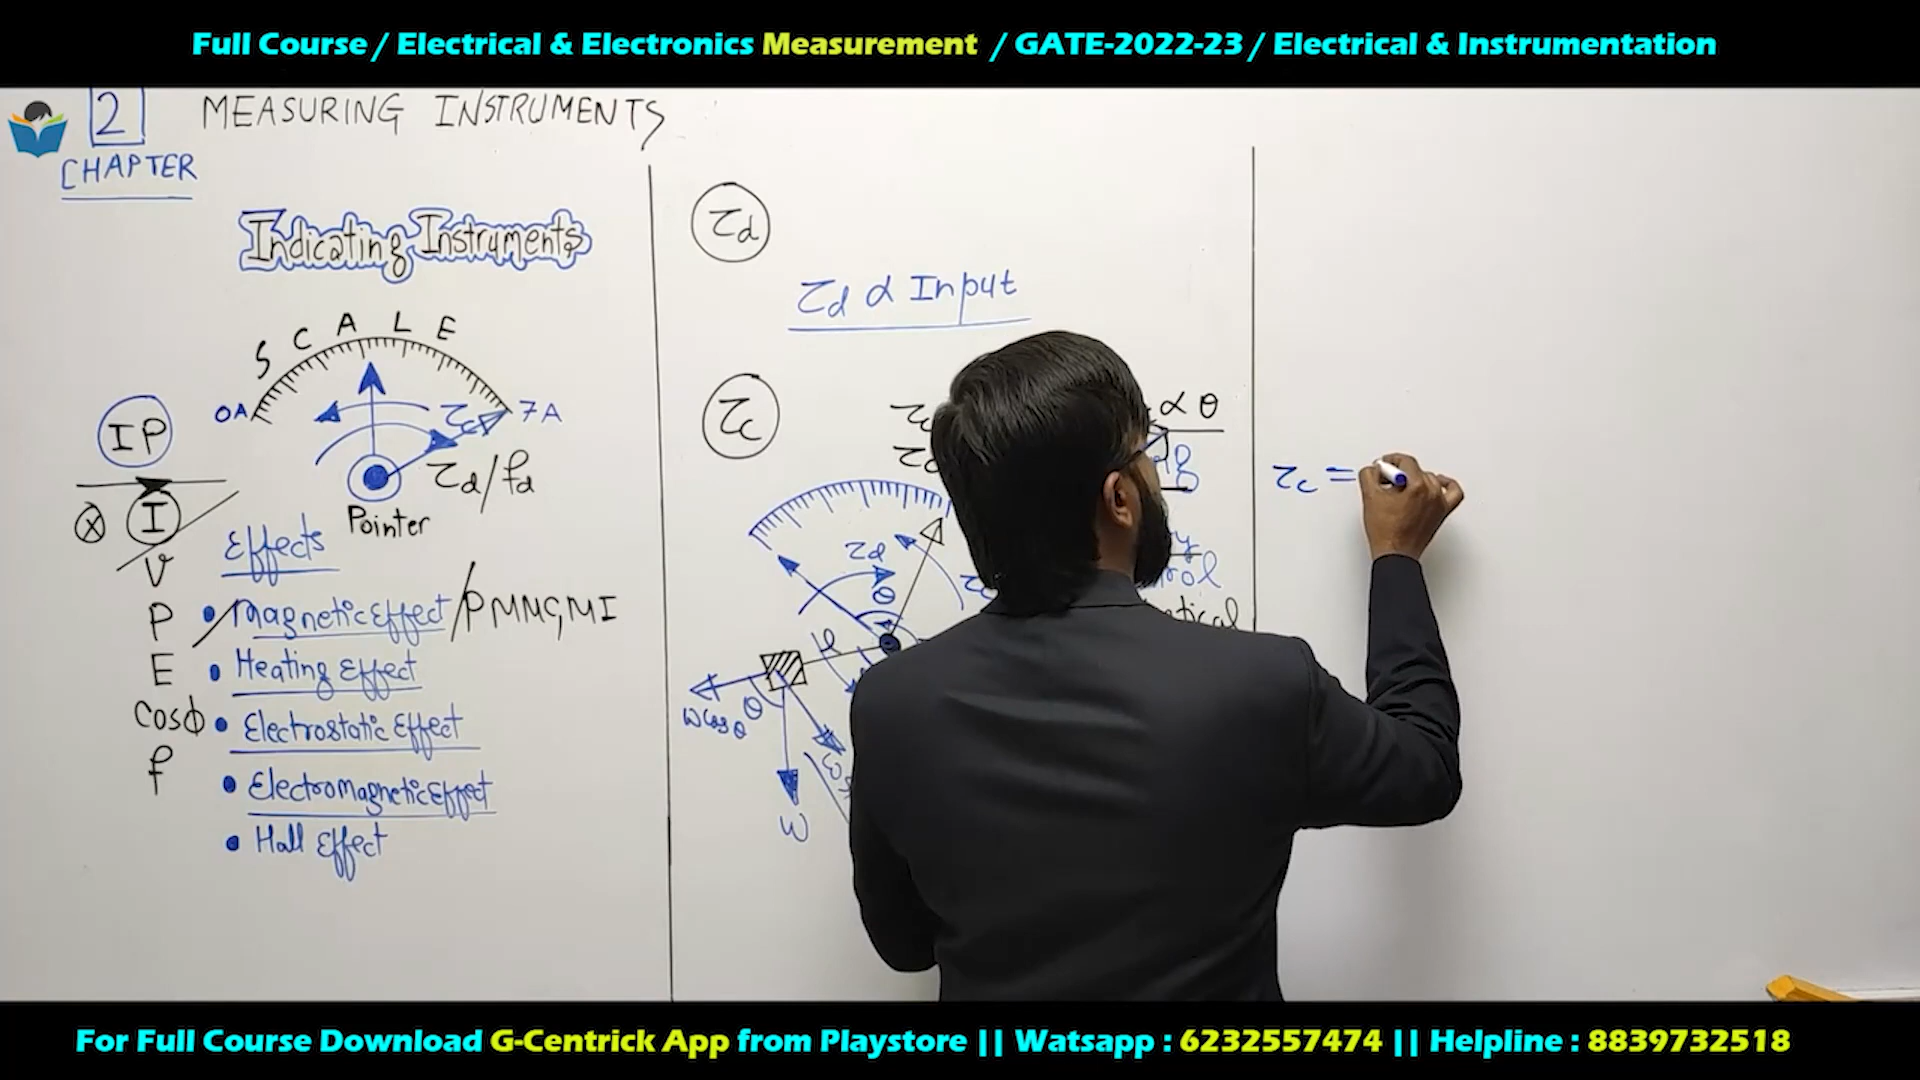 Full Course / Electrical & Electronics Measurement / GATE-2022-23 / Electrical & Instrumentation
2
CHAPTER
MEASURING INSTRUMENTS
Indicating Instruments
S C A L E
0A
7A
τc
τd/fd
Pointer
IP
I
V
P
E
cosϕ
f
Effects
• Magnetic Effect / PMMC, MI
• Heating Effect
• Electrostatic Effect
• Electromagnetic Effect
• Hall Effect
τd
τd α Input
τc
α θ
τd
θ
l
θ
W cos θ
W
τc =
For Full Course Download G-Centrick App from Playstore || Watsapp : 6232557474 || Helpline : 8839732518